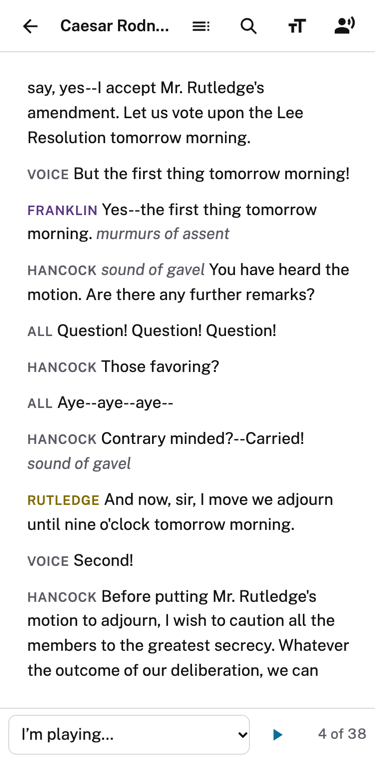 Caesar Rodn...
say, yes--I accept Mr. Rutledge's
amendment. Let us vote upon the Lee
Resolution tomorrow morning.
VOICE But the first thing tomorrow morning!
FRANKLIN Yes--the first thing tomorrow
morning. murmurs of assent
HANCOCK sound of gavel You have heard the
motion. Are there any further remarks?
ALL Question! Question! Question!
HANCOCK Those favoring?
ALL Aye--aye--aye--
HANCOCK Contrary minded?--Carried!
sound of gavel
RUTLEDGE And now, sir, I move we adjourn
until nine o'clock tomorrow morning.
VOICE Second!
HANCOCK Before putting Mr. Rutledge's
motion to adjourn, I wish to caution all the
members to the greatest secrecy. Whatever
the outcome of our deliberation, we can
I'm playing... 4 of 38